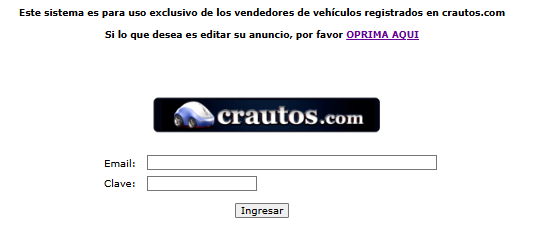 Este sistema es para uso exclusivo de los vendedores de vehículos registrados en crautos.com
Si lo que desea es editar su anuncio, por favor OPRIMA AQUI
crautos.com
Email:
Clave:
Ingresar